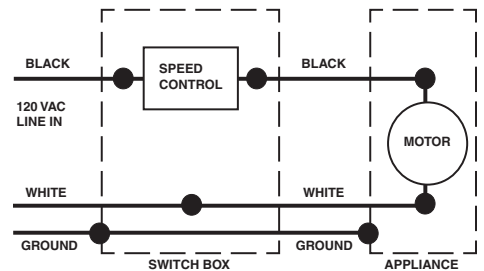 BLACK
SPEED
CONTROL
BLACK
120 VAC
LINE IN
MOTOR
WHITE
WHITE
GROUND
GROUND
SWITCH BOX
APPLIANCE